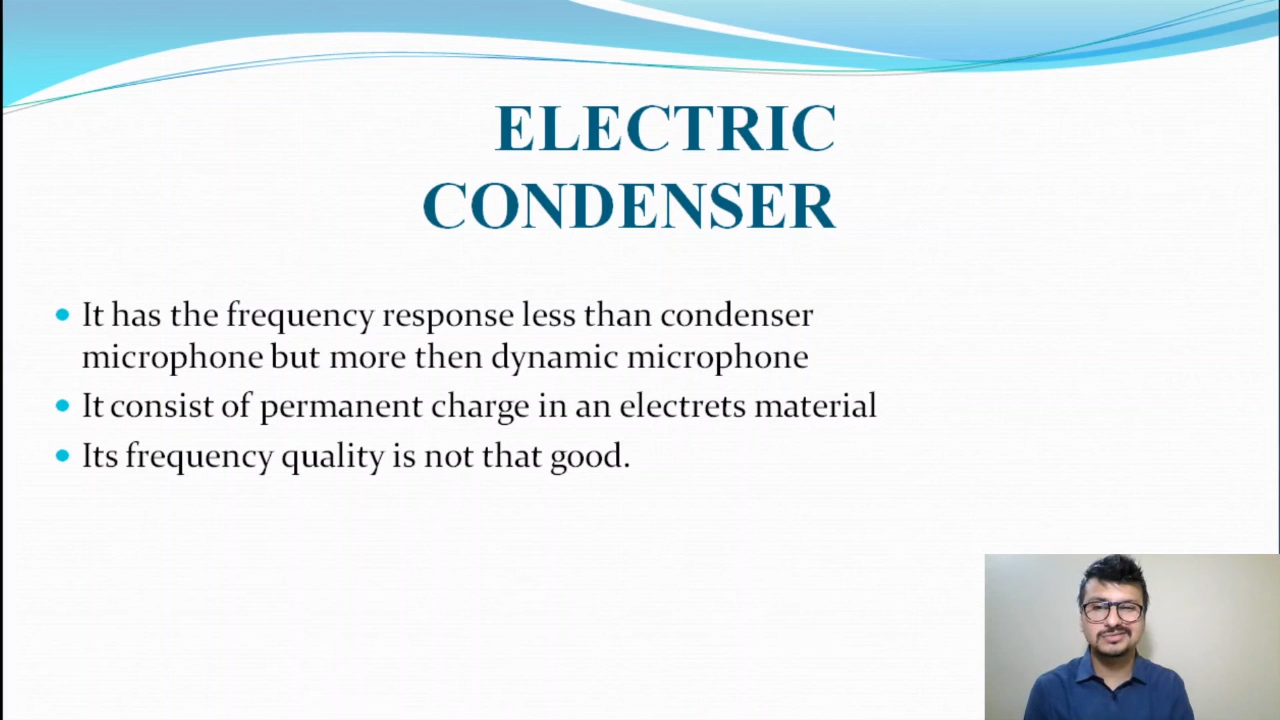 ELECTRIC
CONDENSER
• It has the frequency response less than condenser
microphone but more then dynamic microphone
• It consist of permanent charge in an electrets material
• Its frequency quality is not that good.